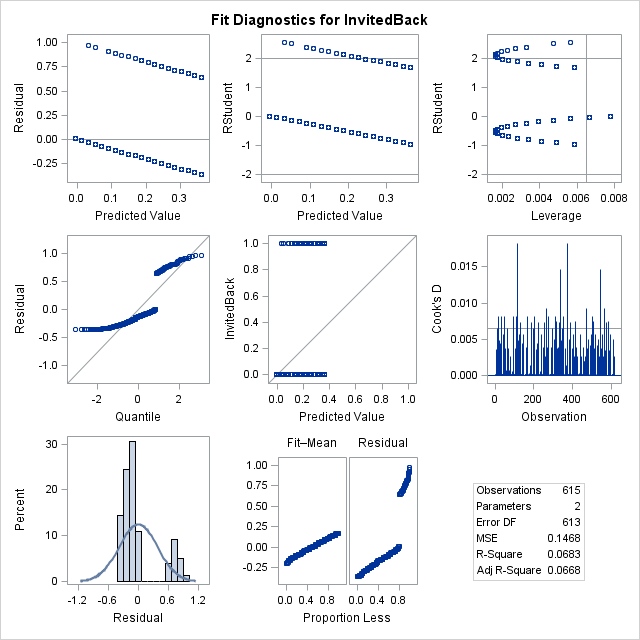 Fit Diagnostics for InvitedBack
1.00
0.75
0.50
0.25
0.00
-0.25
Residual
0.0 0.1 0.2 0.3
Predicted Value
2
1
0
-1
-2
RStudent
0.0 0.1 0.2 0.3
Predicted Value
2
1
0
-1
-2
RStudent
0.002 0.004 0.006 0.008
Leverage
1.0
0.5
0.0
-0.5
-1.0
Residual
-2 0 2
Quantile
1.0
0.8
0.6
0.4
0.2
0.0
InvitedBack
0.0 0.2 0.4 0.6 0.8 1.0
Predicted Value
0.015
0.010
0.005
0.000
Cook's D
0 200 400 600
Observation
30
20
10
0
Percent
-1.2 -0.6 0 0.6 1.2
Residual
Fit–Mean Residual
1.00
0.75
0.50
0.25
0.00
-0.25
0.0 0.4 0.8 0.0 0.4 0.8
Proportion Less
Observations 615
Parameters 2
Error DF 613
MSE 0.1468
R-Square 0.0683
Adj R-Square 0.0668